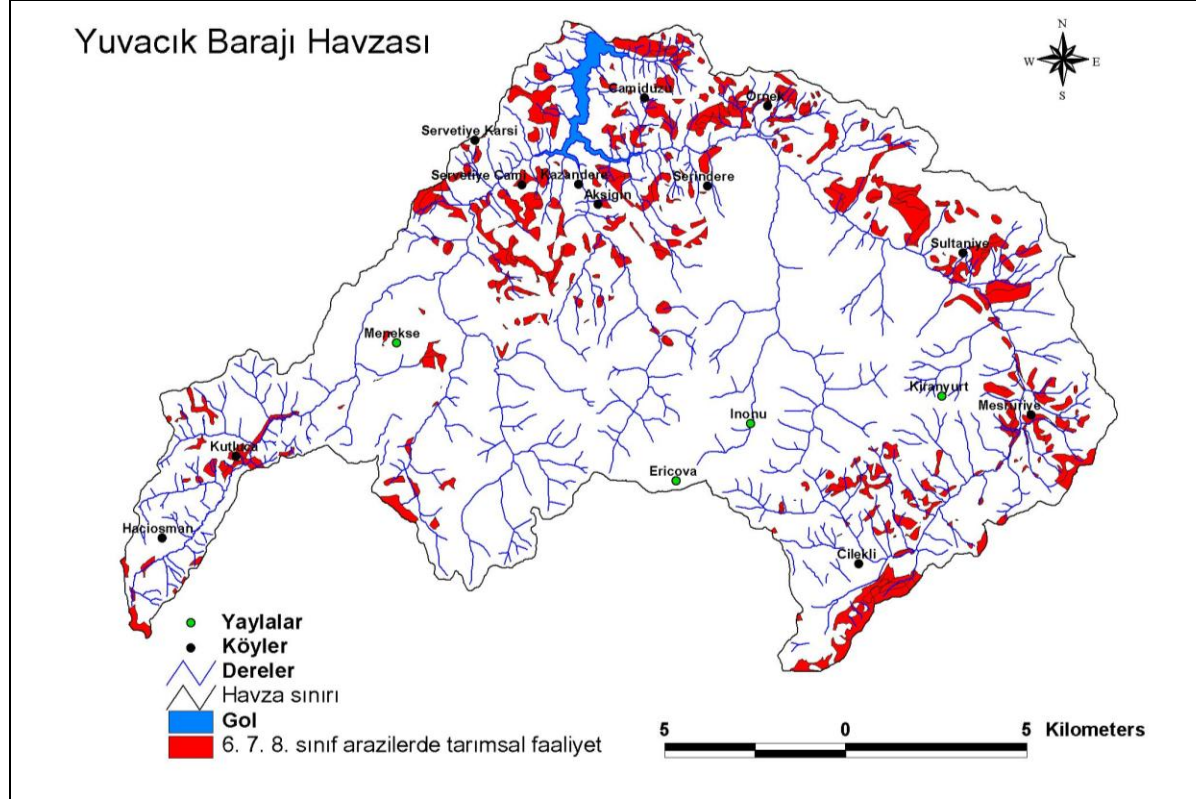 Yuvacık Barajı Havzası
N
W E
S
Camiduzu
Ornek
Servetiye Karsi
Servetiye Cami
Kazandere
Serindere
Aksigin
Sultaniye
Menekse
Kiranyurt
Mesruriye
Inonu
Kutluca
Ericova
Haciosman
Cilekli
Yaylalar
Köyler
Dereler
Havza sınırı
Gol
6. 7. 8. sınıf arazilerde tarımsal faaliyet
5 0 5 Kilometers